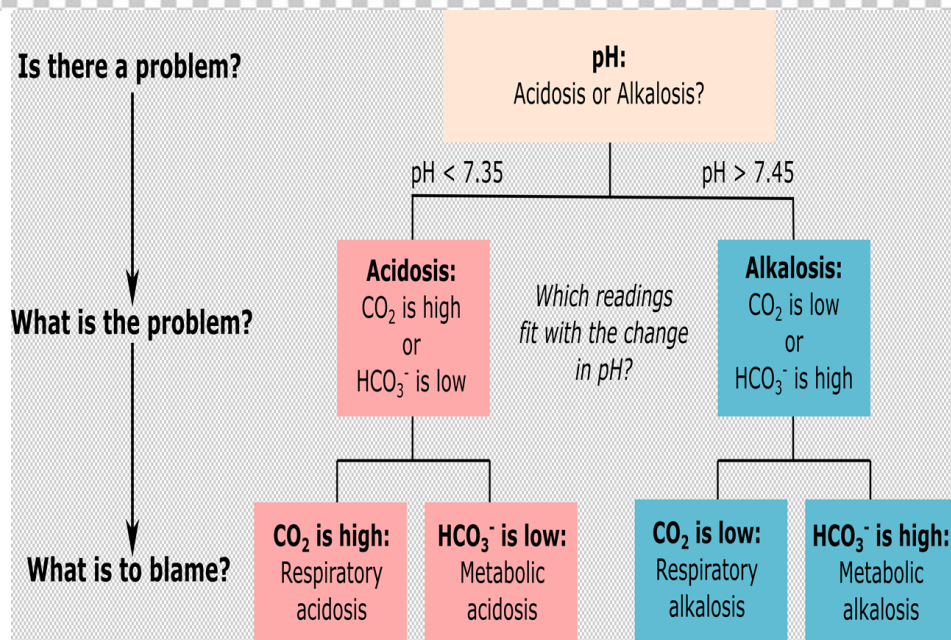 Is there a problem?
pH:
Acidosis or Alkalosis?
pH < 7.35
pH > 7.45
What is the problem?
Acidosis:
CO₂ is high
or
HCO₃⁻ is low
Which readings
fit with the change
in pH?
Alkalosis:
CO₂ is low
or
HCO₃⁻ is high
What is to blame?
CO₂ is high:
Respiratory
acidosis
HCO₃⁻ is low:
Metabolic
acidosis
CO₂ is low:
Respiratory
alkalosis
HCO₃⁻ is high:
Metabolic
alkalosis